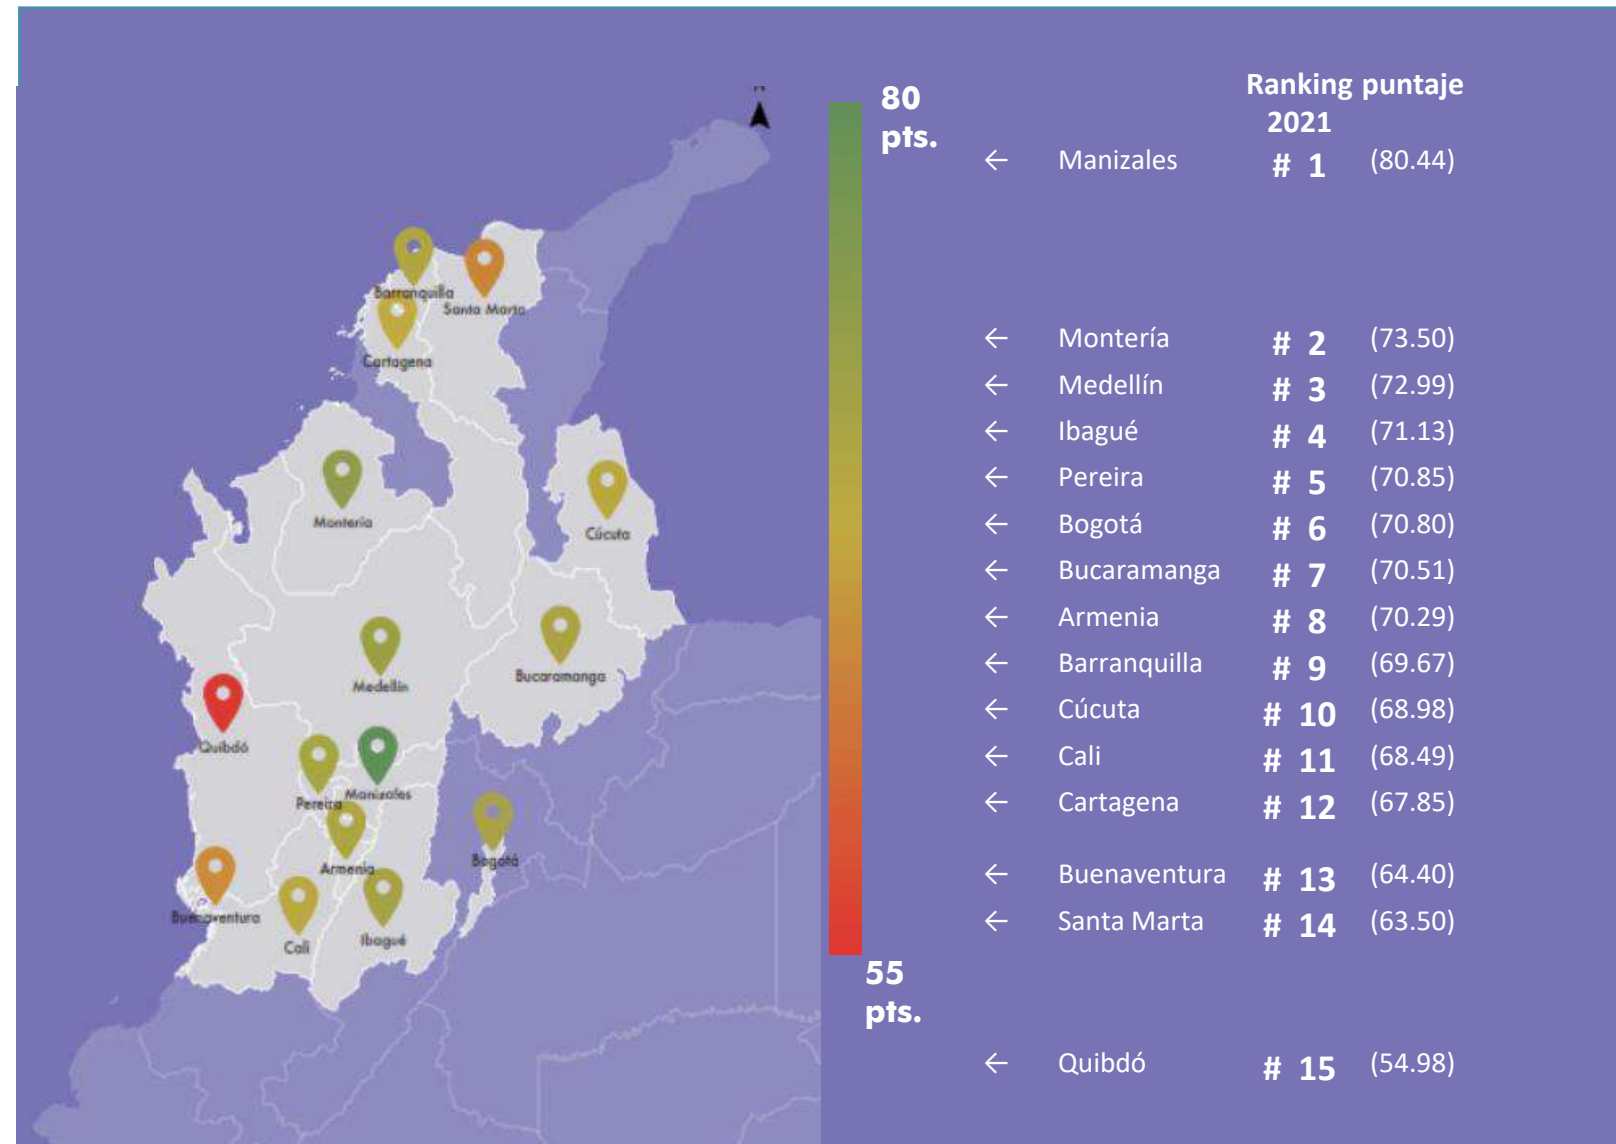 N
Barranquilla
Santa Marta
Cartagena
Montería
Cúcuta
Medellín
Bucaramanga
Quibdó
Pereira
Manizales
Armenia
Bogotá
Buenaventura
Cali
Ibagué
80
pts.
55
pts.
Ranking puntaje
2021
← Manizales # 1 (80.44)
← Montería # 2 (73.50)
← Medellín # 3 (72.99)
← Ibagué # 4 (71.13)
← Pereira # 5 (70.85)
← Bogotá # 6 (70.80)
← Bucaramanga # 7 (70.51)
← Armenia # 8 (70.29)
← Barranquilla # 9 (69.67)
← Cúcuta # 10 (68.98)
← Cali # 11 (68.49)
← Cartagena # 12 (67.85)
← Buenaventura # 13 (64.40)
← Santa Marta # 14 (63.50)
← Quibdó # 15 (54.98)